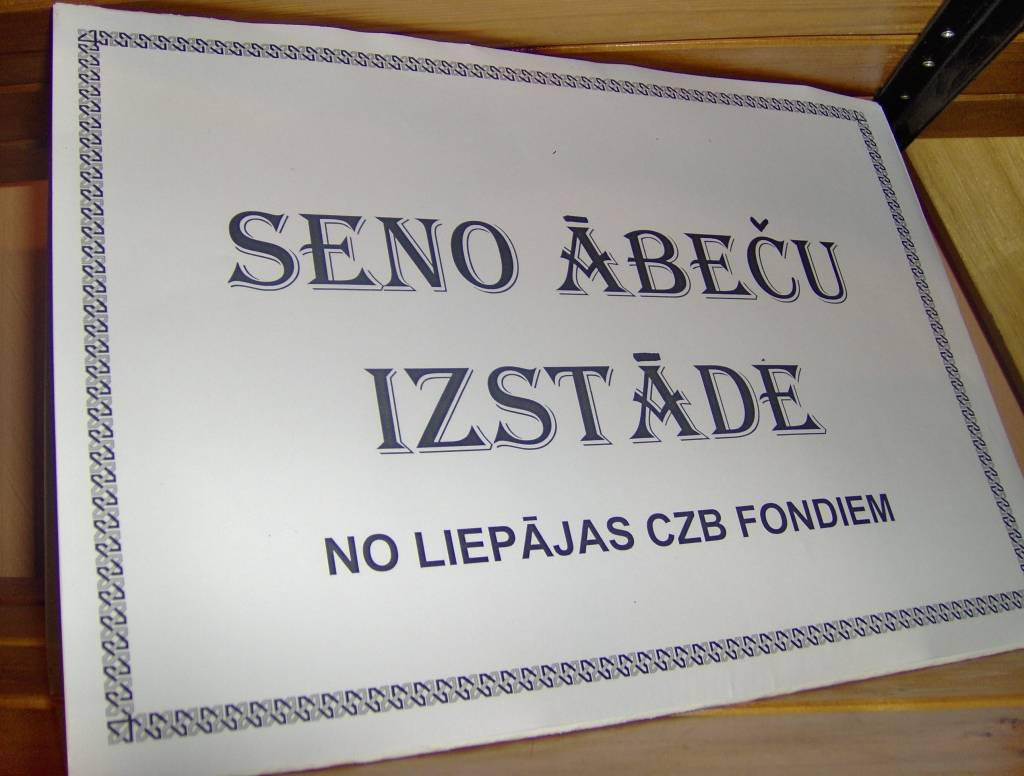 SENO ĀBEČU
IZSTĀDE
NO LIEPĀJAS CZB FONDIEM